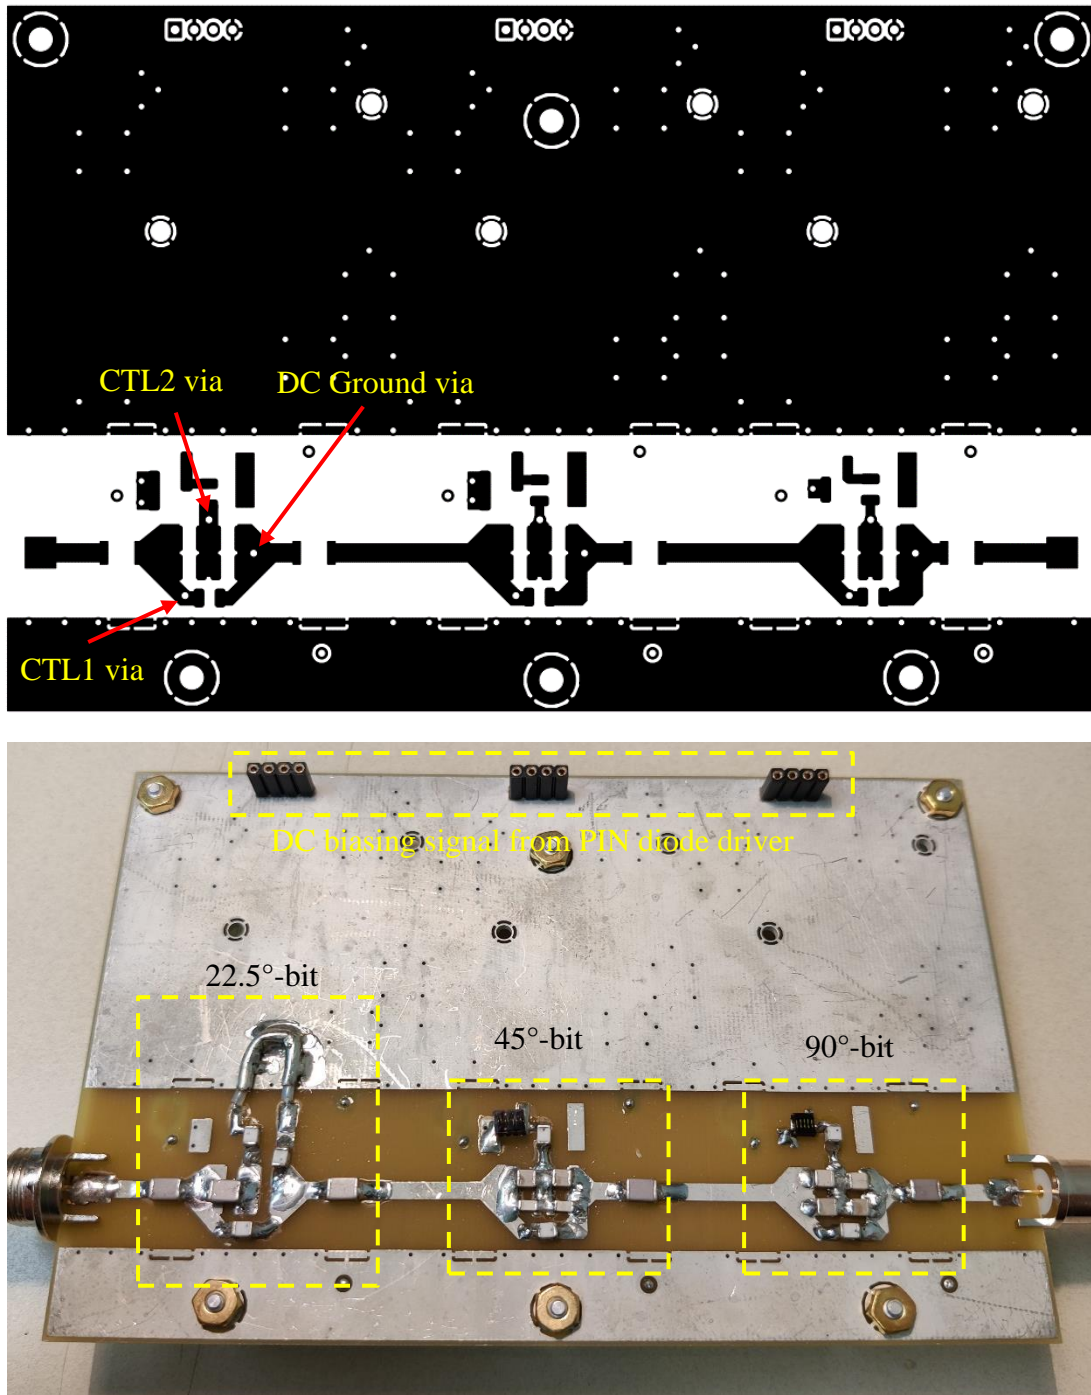 CTL2 via
DC Ground via
CTL1 via
DC biasing signal from PIN diode driver
22.5°-bit
45°-bit
90°-bit